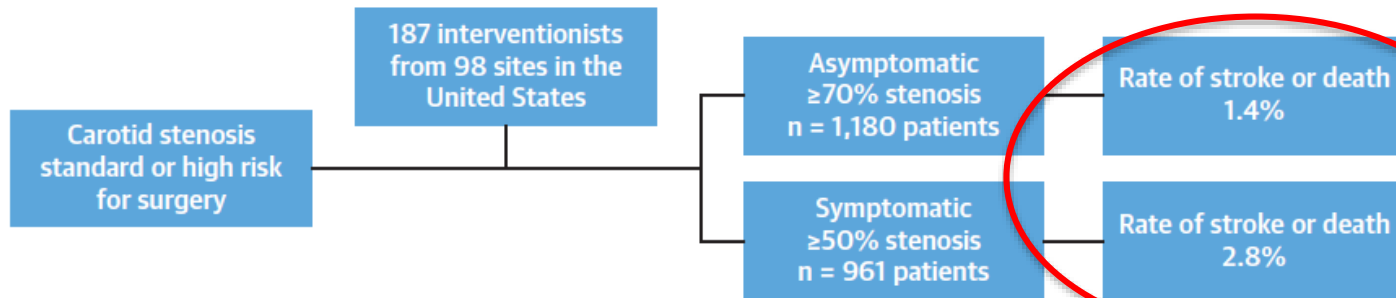 Carotid stenosis
standard or high risk
for surgery
187 interventionists
from 98 sites in the
United States
Asymptomatic
≥70% stenosis
n = 1,180 patients
Rate of stroke or death
1.4%
Symptomatic
≥50% stenosis
n = 961 patients
Rate of stroke or death
2.8%